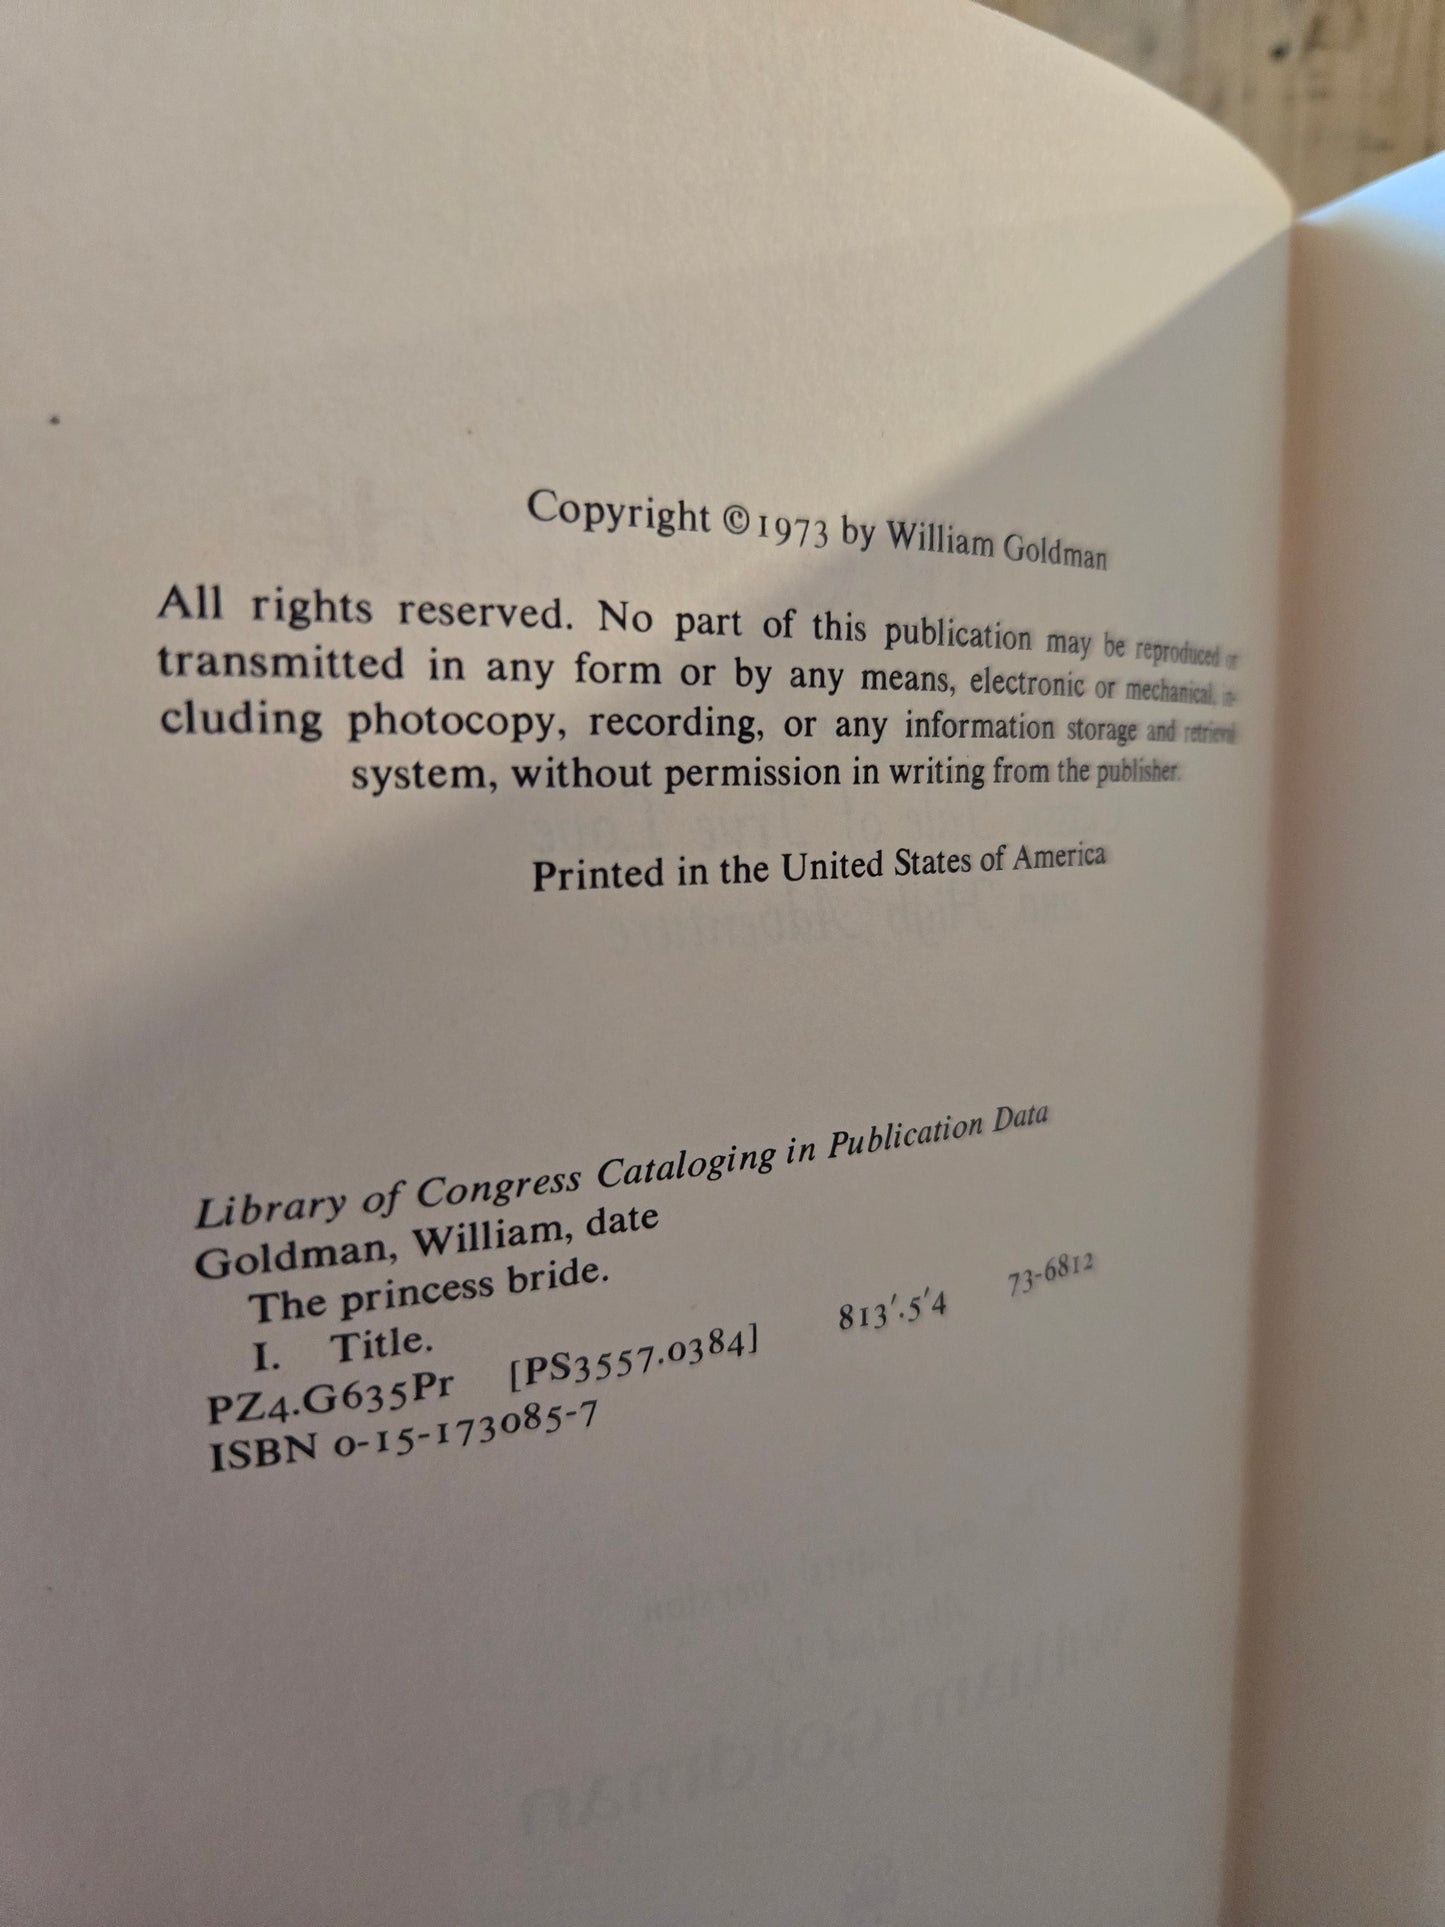 Copyright © 1973 by William Goldman
All rights reserved. No part of this publication may be reproduced or
transmitted in any form or by any means, electronic or mechanical, in-
cluding photocopy, recording, or any information storage and retrieval
system, without permission in writing from the publisher.
Printed in the United States of America
Library of Congress Cataloging in Publication Data
Goldman, William, date
The princess bride.
I. Title.
PZ4.G635Pr [PS3557.0384] 813'.5'4 73-6812
ISBN 0-15-173085-7